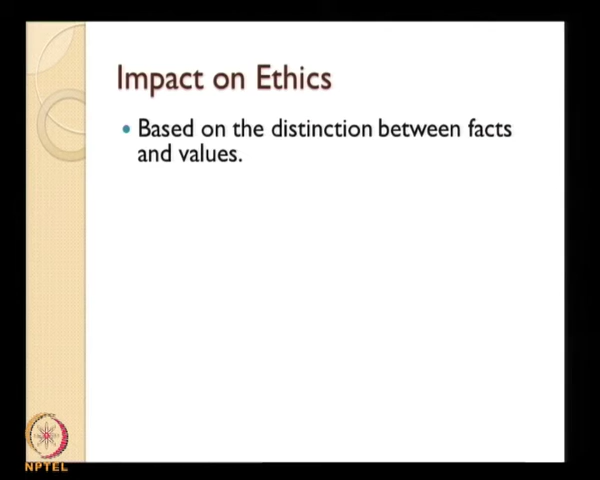 Impact on Ethics
Based on the distinction between facts
and values.
NPTEL